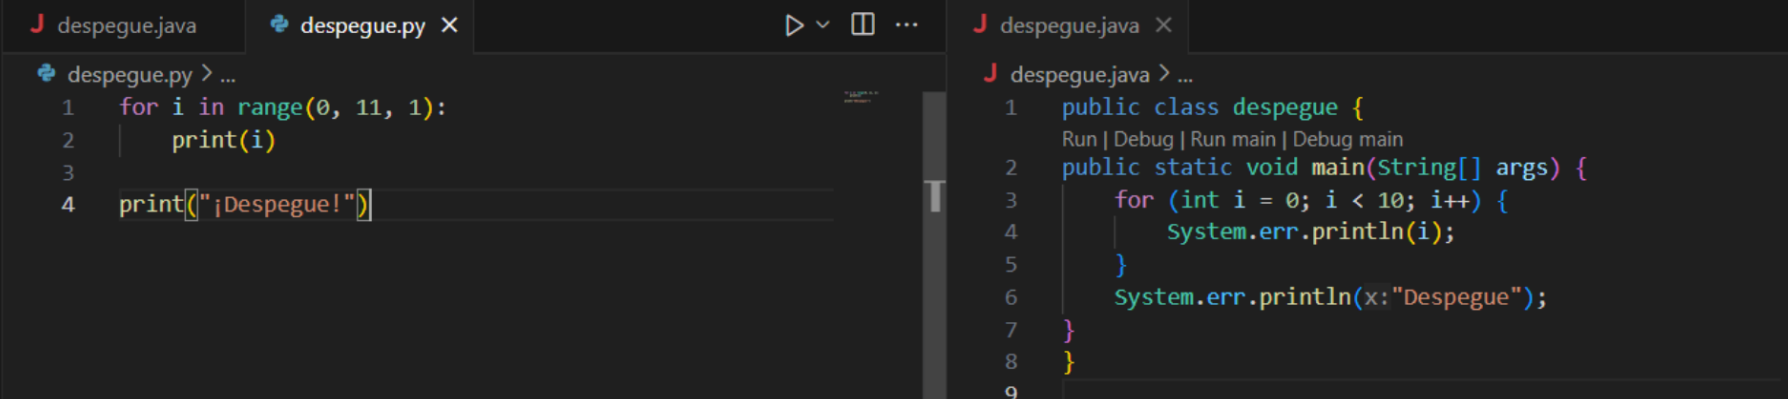 despegue.java despegue.py
despegue.py > ...
1 for i in range(0, 11, 1):
2     print(i)
3
4 print("¡Despegue!")
despegue.java
despegue.java > ...
1 public class despegue {
Run | Debug | Run main | Debug main
2 public static void main(String[] args) {
3     for (int i = 0; i < 10; i++) {
4         System.err.println(i);
5     }
6     System.err.println(x:"Despegue");
7 }
8 }
9